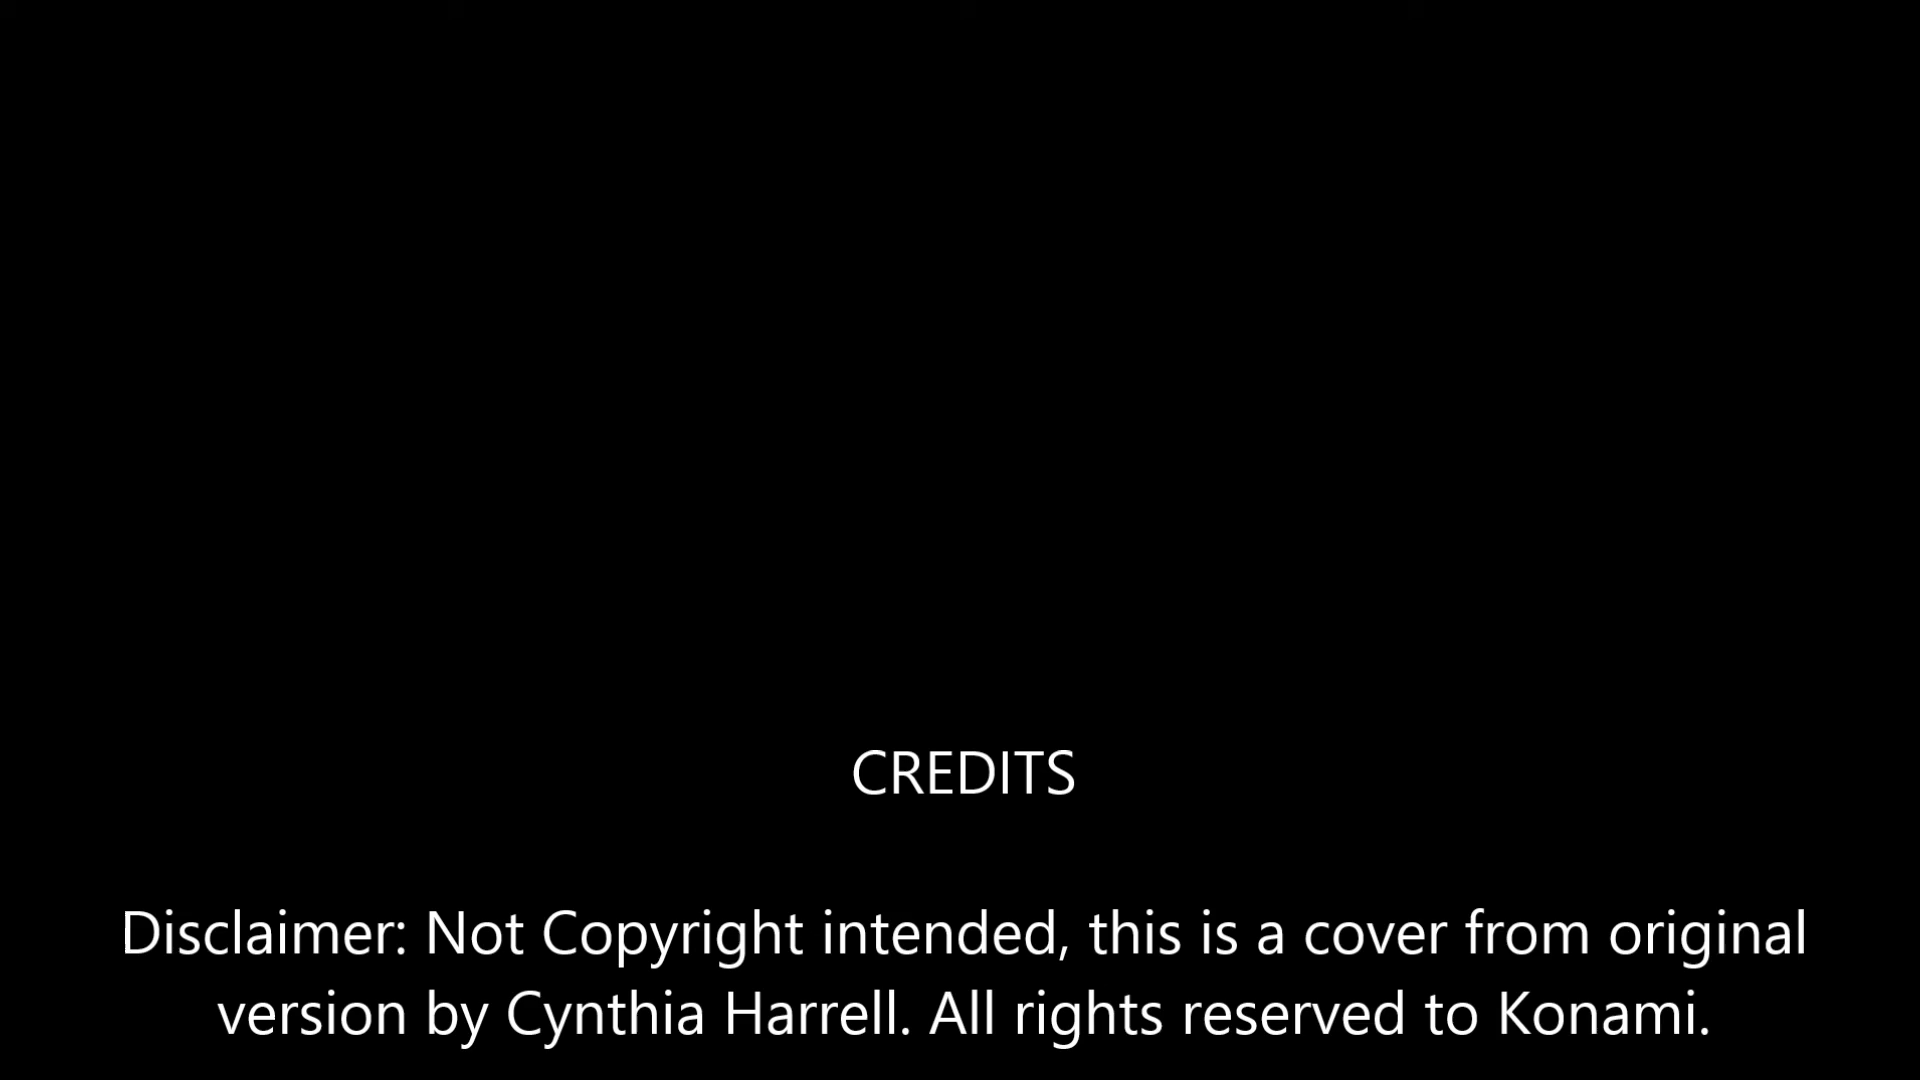 CREDITS
Disclaimer: Not Copyright intended, this is a cover from original
version by Cynthia Harrell. All rights reserved to Konami.